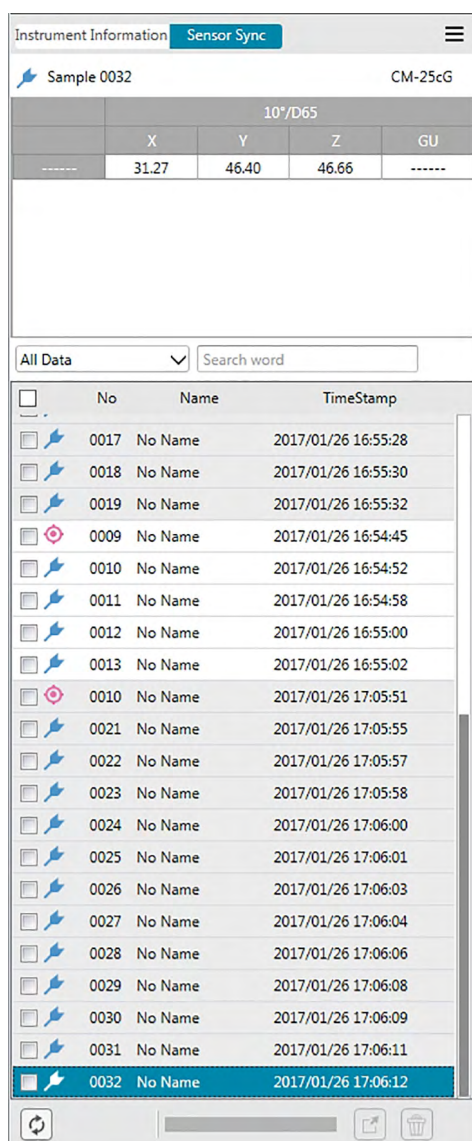 Instrument Information Sensor Sync
Sample 0032 CM-25cG
10°/D65
X Y Z GU
------ 31.27 46.40 46.66 ------
All Data Search word
No Name TimeStamp
0017 No Name 2017/01/26 16:55:28
0018 No Name 2017/01/26 16:55:30
0019 No Name 2017/01/26 16:55:32
0009 No Name 2017/01/26 16:54:45
0010 No Name 2017/01/26 16:54:52
0011 No Name 2017/01/26 16:54:58
0012 No Name 2017/01/26 16:55:00
0013 No Name 2017/01/26 16:55:02
0010 No Name 2017/01/26 17:05:51
0021 No Name 2017/01/26 17:05:55
0022 No Name 2017/01/26 17:05:57
0023 No Name 2017/01/26 17:05:58
0024 No Name 2017/01/26 17:06:00
0025 No Name 2017/01/26 17:06:01
0026 No Name 2017/01/26 17:06:03
0027 No Name 2017/01/26 17:06:04
0028 No Name 2017/01/26 17:06:06
0029 No Name 2017/01/26 17:06:08
0030 No Name 2017/01/26 17:06:09
0031 No Name 2017/01/26 17:06:11
0032 No Name 2017/01/26 17:06:12